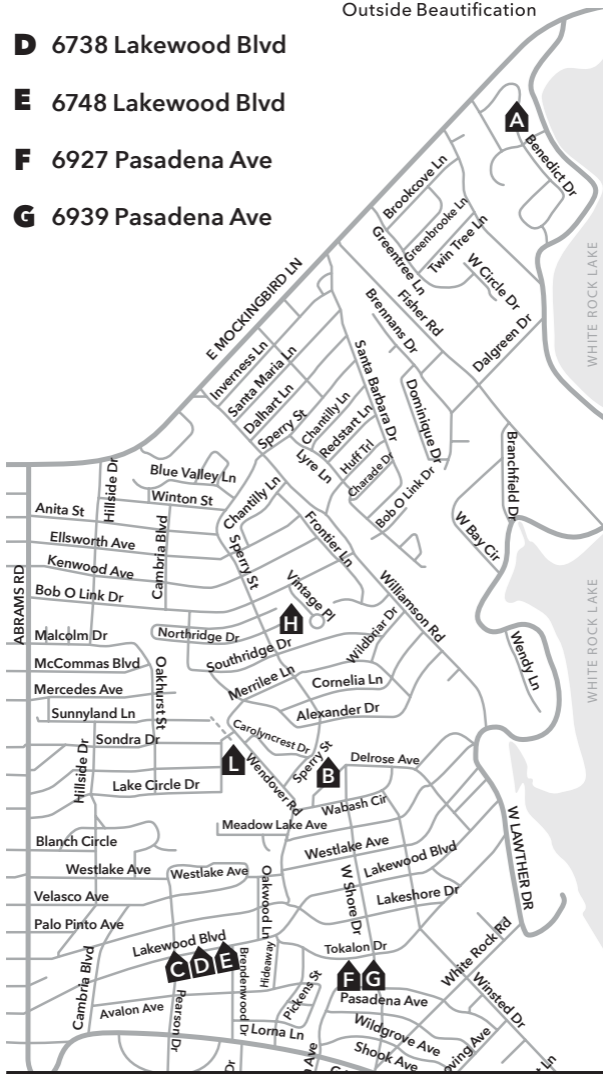 Outside Beautification
D 6738 Lakewood Blvd
E 6748 Lakewood Blvd
F 6927 Pasadena Ave
G 6939 Pasadena Ave
A
Benedict Dr
Brookcove Ln
Greenbrooke Ln
Greentree Ln
Twin Tree Ln
W Circle Dr
WHITE ROCK LAKE
E MOCKINGBIRD LN
Fisher Rd
Brennans Dr
Dalgreen Dr
Inverness Ln
Santa Maria Ln
Dalhart Ln
Sperry St
Santa Barbara Dr
Dominique Dr
Chantilly Ln
Redstart Ln
Huff Trl
Charade Dr
Lyre Ln
Bob O Link Dr
Branchfield Dr
Hillside Dr
Blue Valley Ln
Winston St
Chantilly Ln
Anita St
Cambria Blvd
Ellsworth Ave
Sperry St
Frontier Ln
W Bay Cir
Kenwood Ave
Bob O Link Dr
ABRAMS RD
Vintage Pl
H
Williamson Rd
WHITE ROCK LAKE
Malcolm Dr
Northridge Dr
Southridge Dr
Wildbriar Dr
Wendy Ln
McCommas Blvd
Oakhurst St
Merrilee Ln
Cornelia Ln
Mercedes Ave
Alexander Dr
Sunnyland Ln
Sondra Dr
Carolyncrest Dr
L
Sperry St
B
Delrose Ave
Hillside Dr
Lake Circle Dr
Wendover Rd
Wabash Cir
Meadow Lake Ave
W LAWTHER DR
Blanch Circle
Westlake Ave
Westlake Ave
Westlake Ave
Lakewood Blvd
Velasco Ave
Oakwood Ln
W Shore Dr
Lakeshore Dr
Palo Pinto Ave
Lakewood Blvd
C
D
E
Brendenwood Dr
Hideaway
Tokalon Dr
White Rock Rd
F
G
Cambria Blvd
Pickens St
Pasadena Ave
Winsted Dr
Avalon Ave
Pearson Dr
Lorna Ln
Wildgrove Ave
Shook Ave
oving Ave
Dr
Ave
t Ln